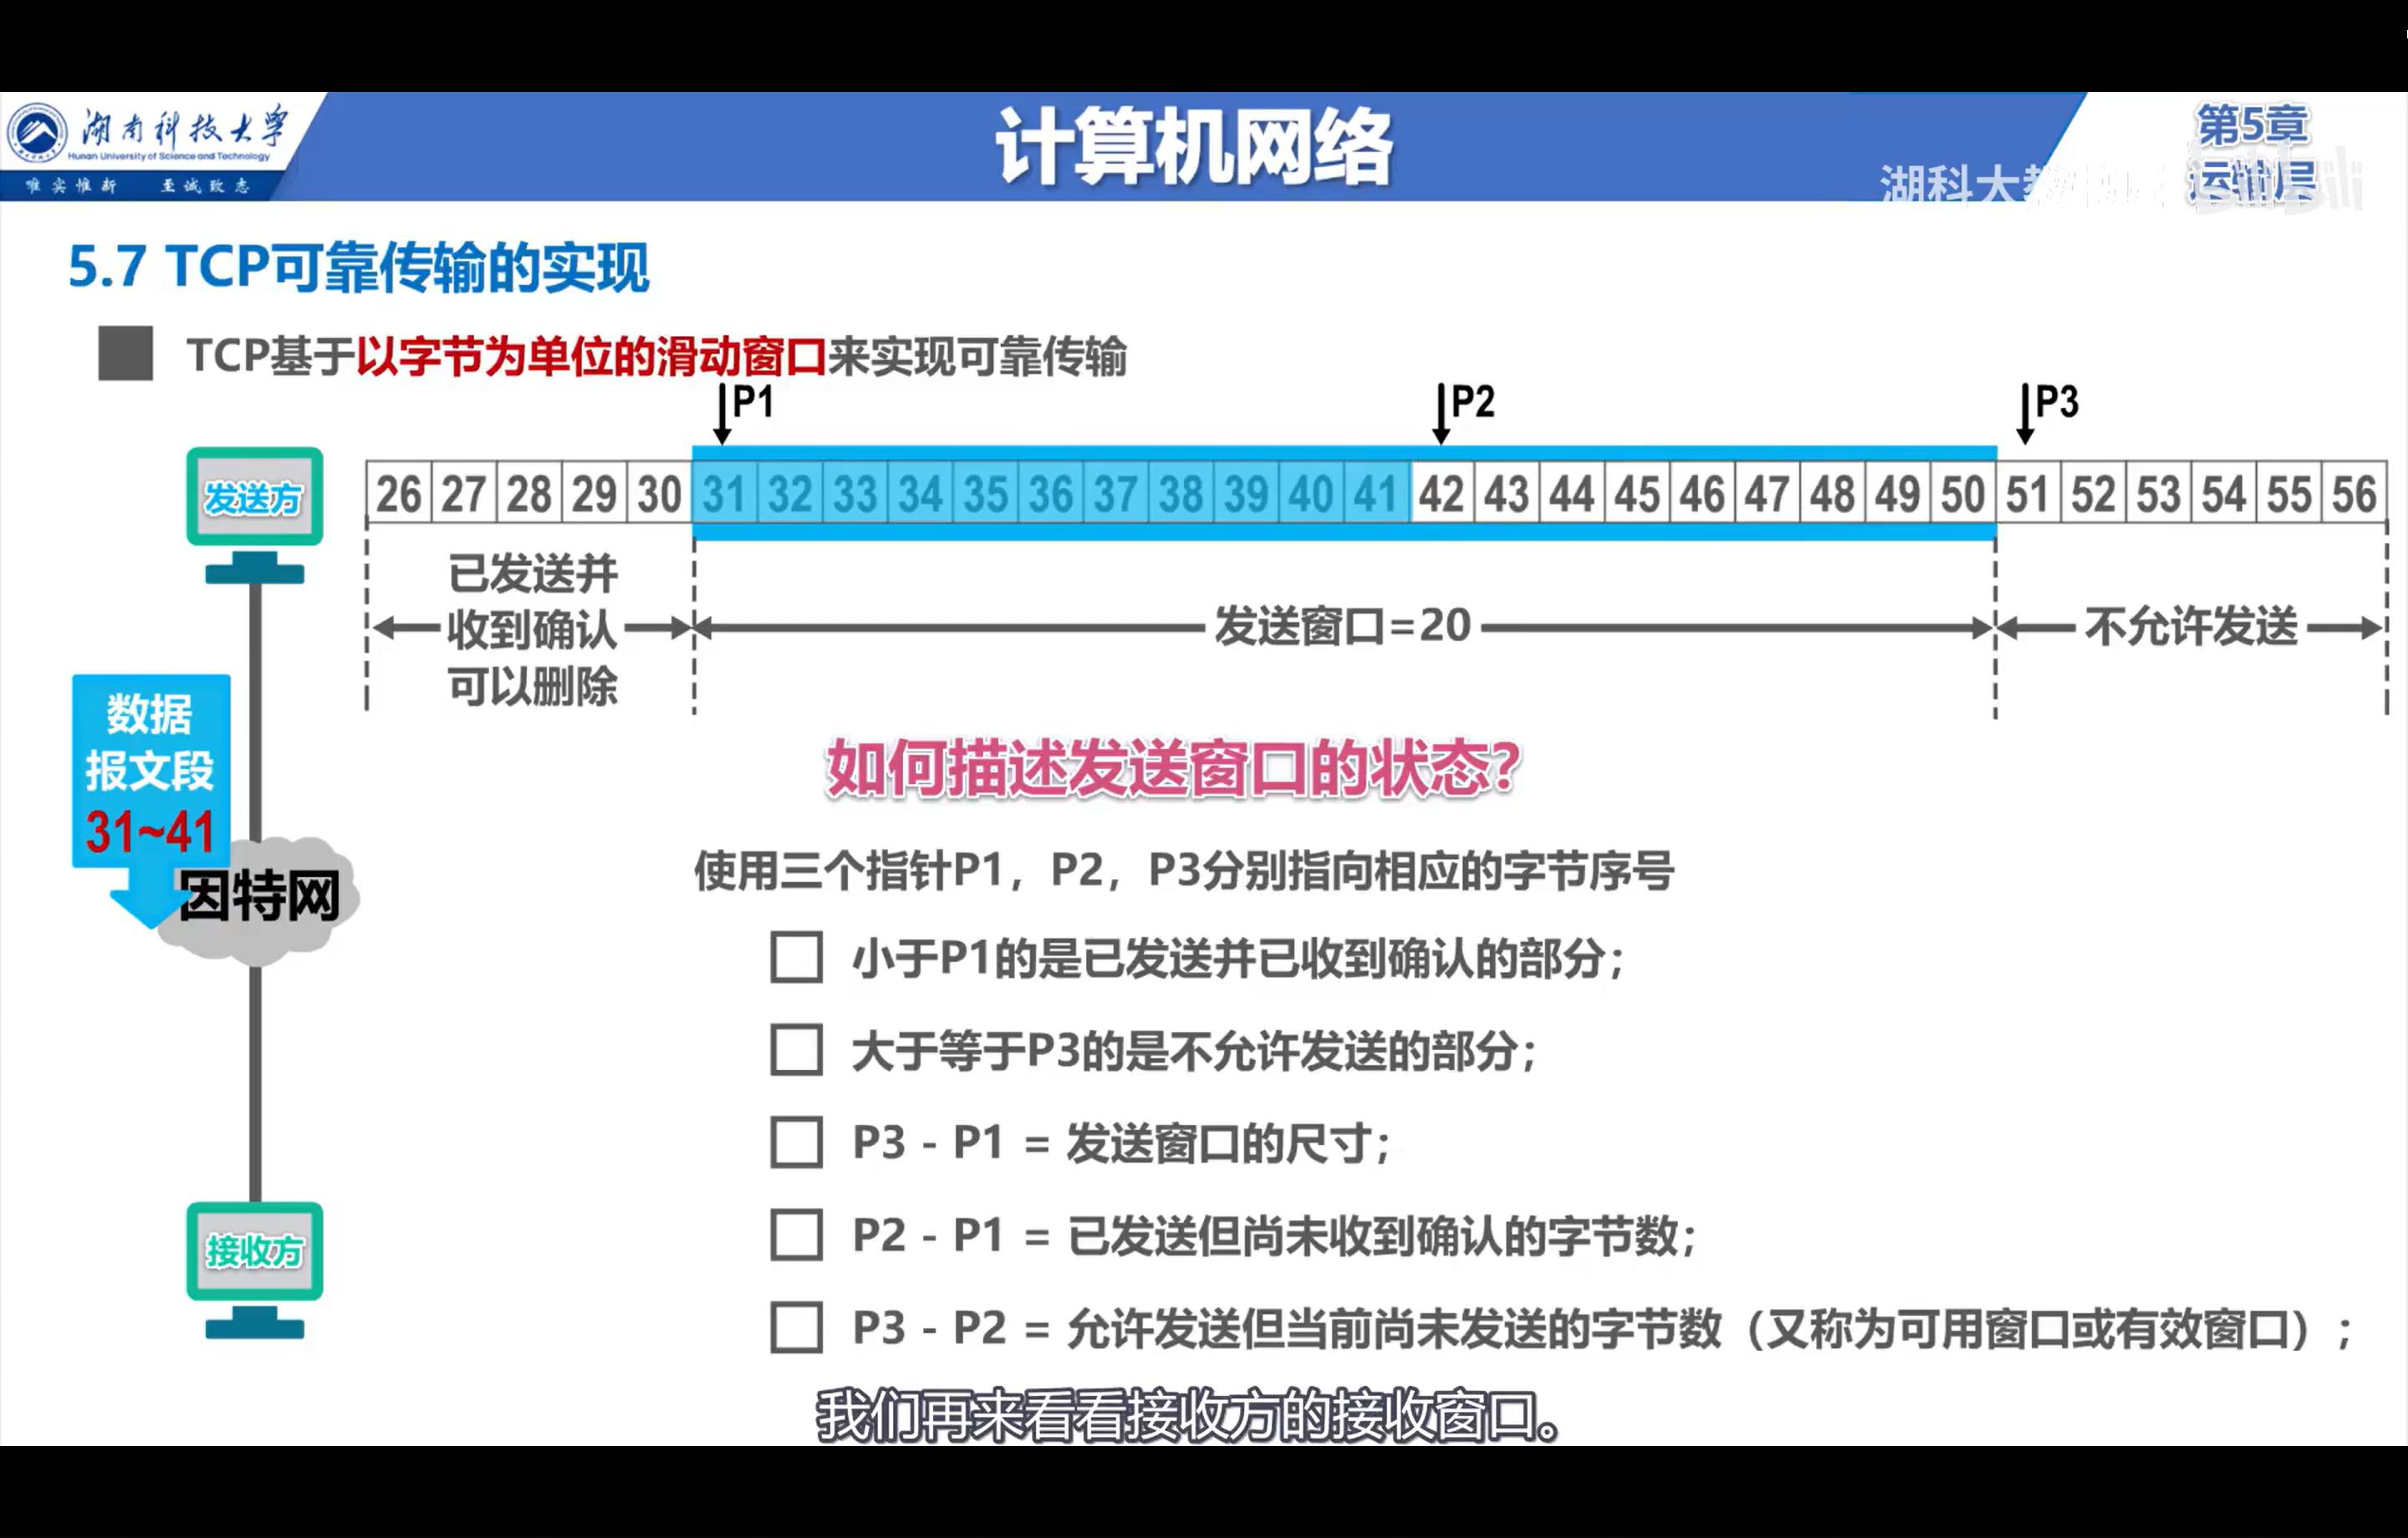 湖南科技大学
Hunan University of Science and Technology
唯实惟新 至诚致志
计算机网络
第5章
运输层
湖科大教
bilibili
5.7 TCP可靠传输的实现
TCP基于以字节为单位的滑动窗口来实现可靠传输
P1 P2 P3
发送方
26 27 28 29 30 31 32 33 34 35 36 37 38 39 40 41 42 43 44 45 46 47 48 49 50 51 52 53 54 55 56
已发送并
收到确认
可以删除
发送窗口=20
不允许发送
数据
报文段
31~41
因特网
接收方
如何描述发送窗口的状态?
使用三个指针P1，P2，P3分别指向相应的字节序号
小于P1的是已发送并已收到确认的部分；
大于等于P3的是不允许发送的部分；
P3 - P1 = 发送窗口的尺寸；
P2 - P1 = 已发送但尚未收到确认的字节数；
P3 - P2 = 允许发送但当前尚未发送的字节数（又称为可用窗口或有效窗口）；
我们再来看看接收方的接收窗口。